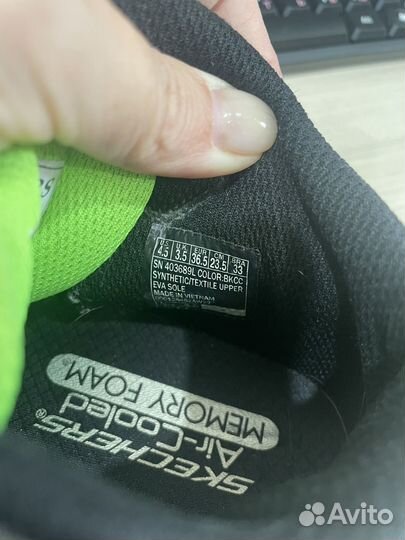 US UK EUR CM BRA
4.5 3.5 36.5 23.5 33
SN 403689L COLOR:BKCC
SYNTHETIC/TEXTILE UPPER
EVA SOLE
MADE IN VIETNAM
SKECHERS®
Air-Cooled
MEMORY FOAM
Avito